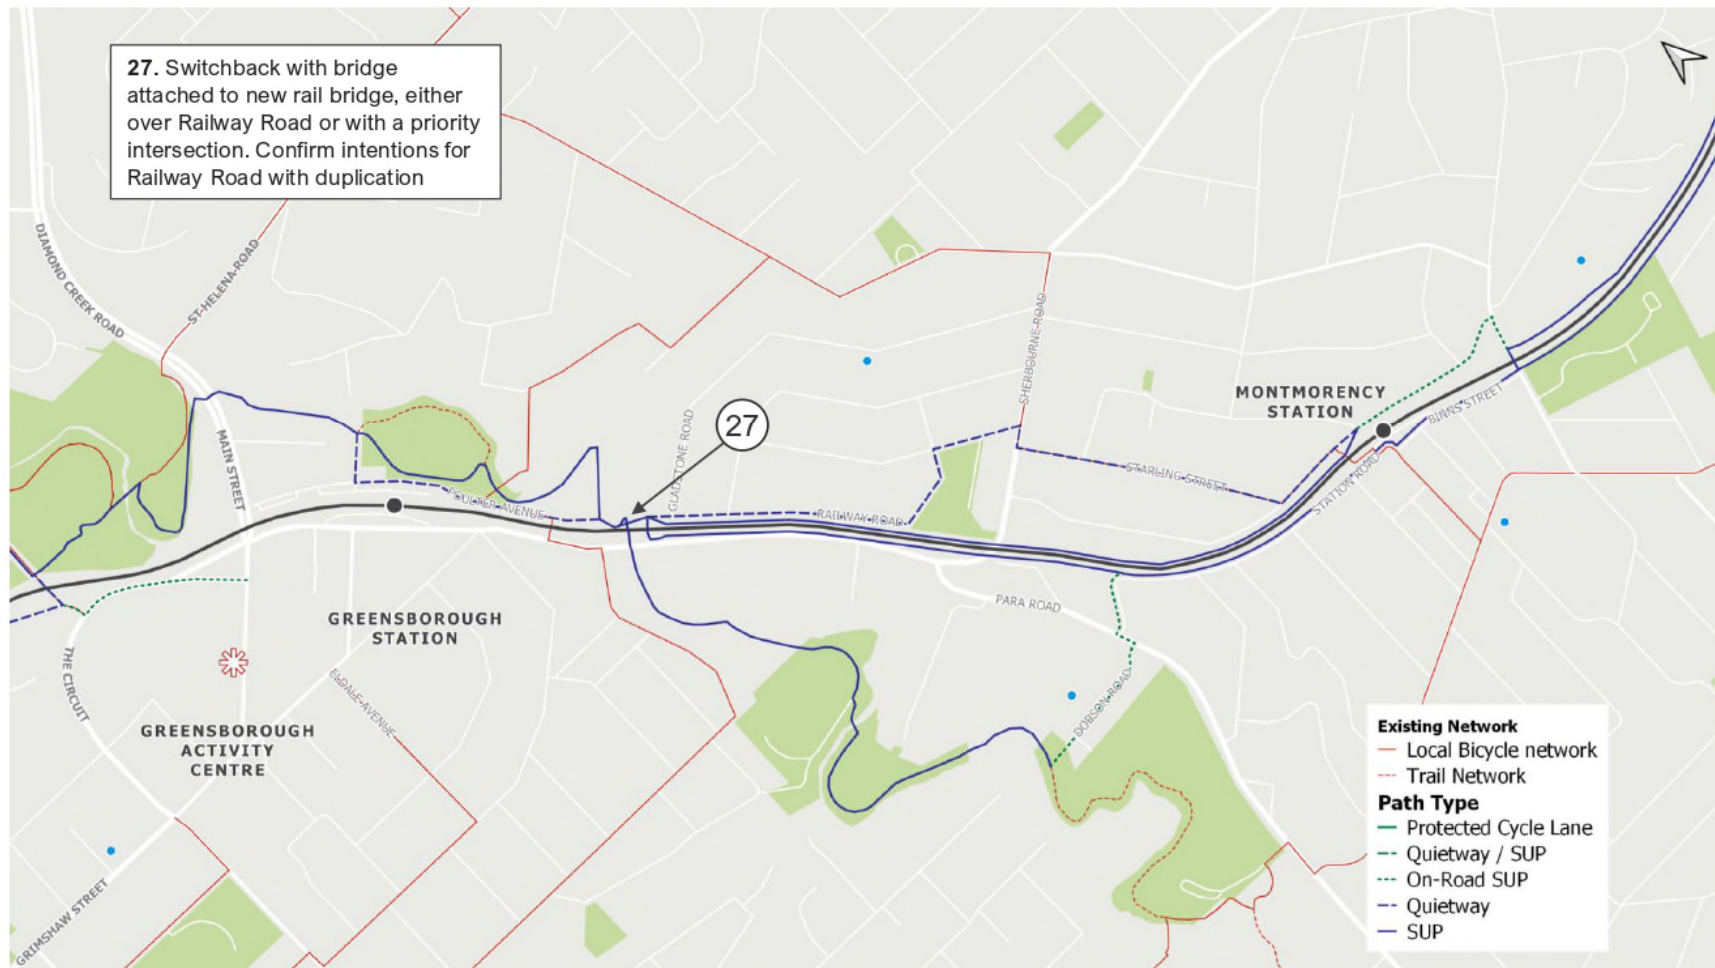 27. Switchback with bridge
attached to new rail bridge, either
over Railway Road or with a priority
intersection. Confirm intentions for
Railway Road with duplication
DIAMOND CREEK ROAD
ST HELENA ROAD
MAIN STREET
POULTER AVENUE
GLADSTONE ROAD
27
RAILWAY ROAD
SHERBOURNE ROAD
STARLING STREET
MONTMORENCY
STATION
BINNS STREET
STATION ROAD
PARA ROAD
DOBSON ROAD
GREENSBOROUGH
STATION
THE CIRCUIT
ELDALE AVENUE
GREENSBOROUGH
ACTIVITY
CENTRE
GRIMSHAW STREET
Existing Network
Local Bicycle network
Trail Network
Path Type
Protected Cycle Lane
Quietway / SUP
On-Road SUP
Quietway
SUP